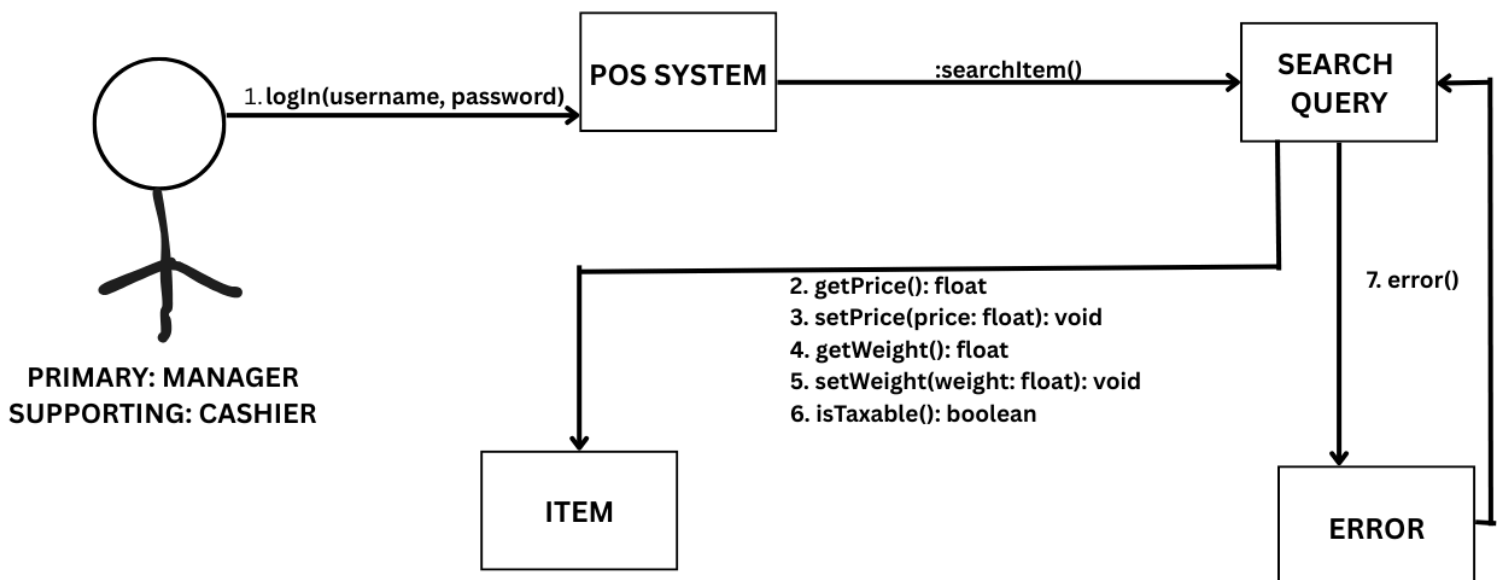 POS SYSTEM
:searchItem()
SEARCH
QUERY
1. logIn(username, password)
2. getPrice(): float
3. setPrice(price: float): void
4. getWeight(): float
5. setWeight(weight: float): void
6. isTaxable(): boolean
7. error()
PRIMARY: MANAGER
SUPPORTING: CASHIER
ITEM
ERROR